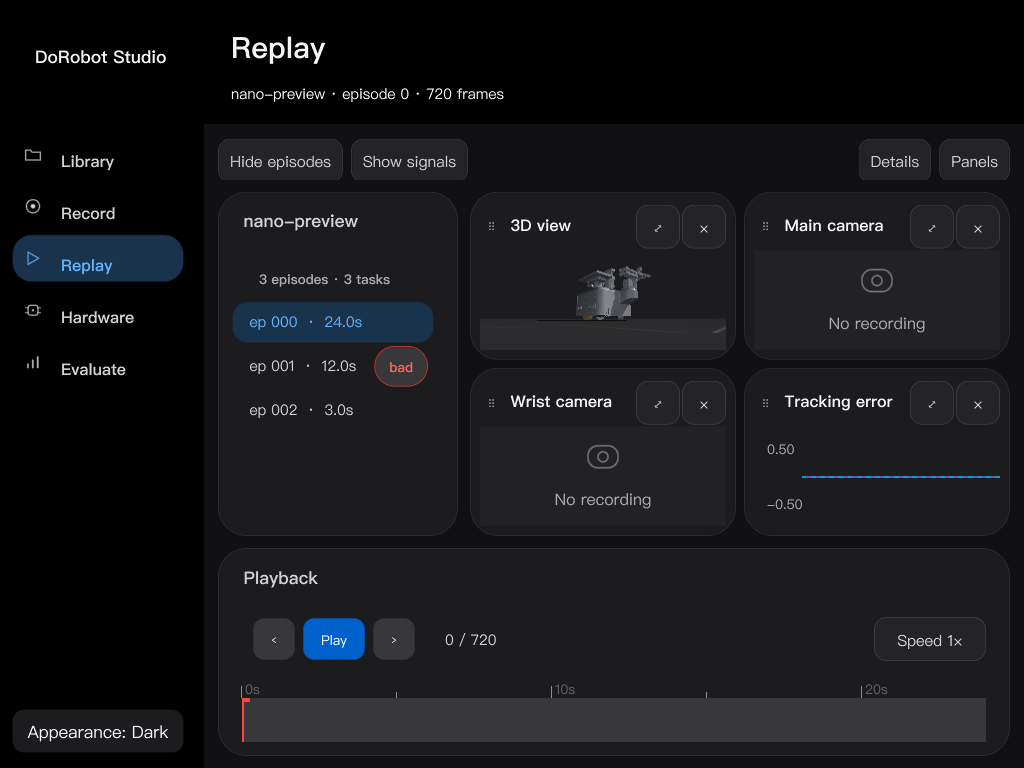 DoRobot Studio
Library
Record
Replay
Hardware
Evaluate
Appearance: Dark
Replay
nano-preview · episode 0 · 720 frames
Hide episodes
Show signals
Details
Panels
nano-preview
3 episodes · 3 tasks
ep 000 · 24.0s
ep 001 · 12.0s bad
ep 002 · 3.0s
3D view
Main camera
No recording
Wrist camera
No recording
Tracking error
0.50
-0.50
Playback
Play
0 / 720
Speed 1×
0s 10s 20s